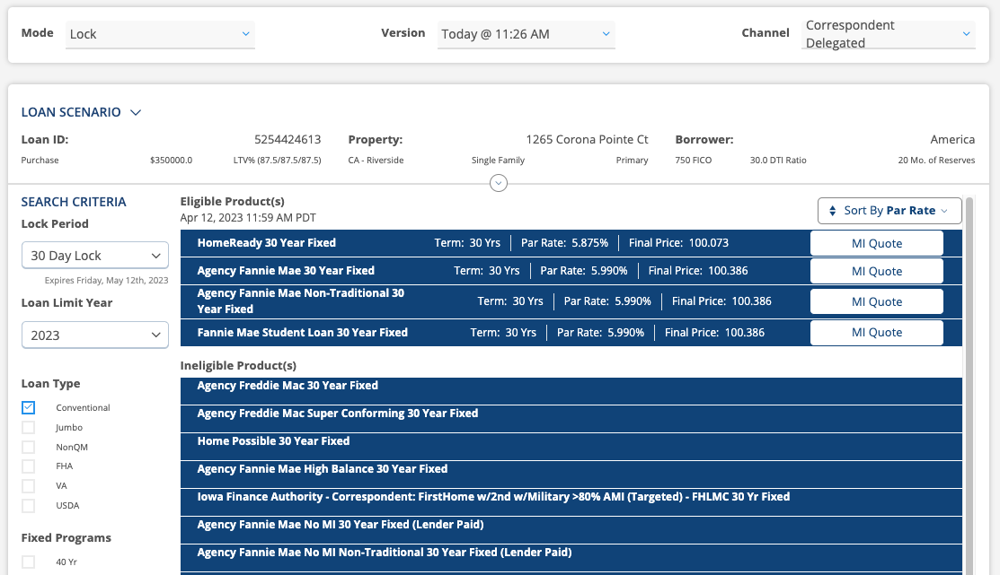 Mode Lock Version Today @ 11:26 AM Channel Correspondent Delegated
LOAN SCENARIO
Loan ID: 5254424613 Property: 1265 Corona Pointe Ct Borrower: America
Purchase $350000.0 LTV% (87.5/87.5/87.5) CA - Riverside Single Family Primary 750 FICO 30.0 DTI Ratio 20 Mo. of Reserves
SEARCH CRITERIA
Lock Period
30 Day Lock
Expires Friday, May 12th, 2023
Loan Limit Year
2023
Loan Type
Conventional
Jumbo
NonQM
FHA
VA
USDA
Fixed Programs
40 Yr
Eligible Product(s)
Apr 12, 2023 11:59 AM PDT
Sort By Par Rate
HomeReady 30 Year Fixed Term: 30 Yrs Par Rate: 5.875% Final Price: 100.073 MI Quote
Agency Fannie Mae 30 Year Fixed Term: 30 Yrs Par Rate: 5.990% Final Price: 100.386 MI Quote
Agency Fannie Mae Non-Traditional 30 Year Fixed Term: 30 Yrs Par Rate: 5.990% Final Price: 100.386 MI Quote
Fannie Mae Student Loan 30 Year Fixed Term: 30 Yrs Par Rate: 5.990% Final Price: 100.386 MI Quote
Ineligible Product(s)
Agency Freddie Mac 30 Year Fixed
Agency Freddie Mac Super Conforming 30 Year Fixed
Home Possible 30 Year Fixed
Agency Fannie Mae High Balance 30 Year Fixed
Iowa Finance Authority - Correspondent: FirstHome w/2nd w/Military >80% AMI (Targeted) - FHLMC 30 Yr Fixed
Agency Fannie Mae No MI 30 Year Fixed (Lender Paid)
Agency Fannie Mae No MI Non-Traditional 30 Year Fixed (Lender Paid)